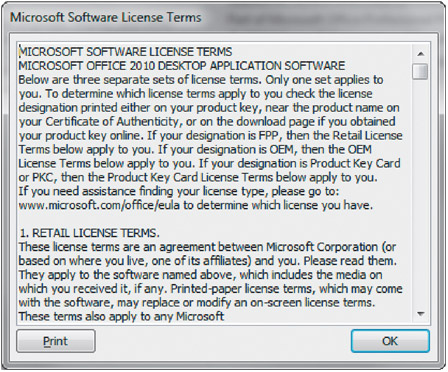 Microsoft Software License Terms
MICROSOFT SOFTWARE LICENSE TERMS
MICROSOFT OFFICE 2010 DESKTOP APPLICATION SOFTWARE
Below are three separate sets of license terms. Only one set applies to
you. To determine which license terms apply to you check the license
designation printed either on your product key, near the product name on
your Certificate of Authenticity, or on the download page if you obtained
your product key online. If your designation is FPP, then the Retail License
Terms below apply to you. If your designation is OEM, then the OEM
License Terms below apply to you. If your designation is Product Key Card
or PKC, then the Product Key Card License Terms below apply to you.
If you need assistance finding your license type, please go to:
www.microsoft.com/office/eula to determine which license you have.
1. RETAIL LICENSE TERMS.
These license terms are an agreement between Microsoft Corporation (or
based on where you live, one of its affiliates) and you. Please read them.
They apply to the software named above, which includes the media on
which you received it, if any. Printed-paper license terms, which may come
with the software, may replace or modify an on-screen license terms.
These terms also apply to any Microsoft
Print
OK